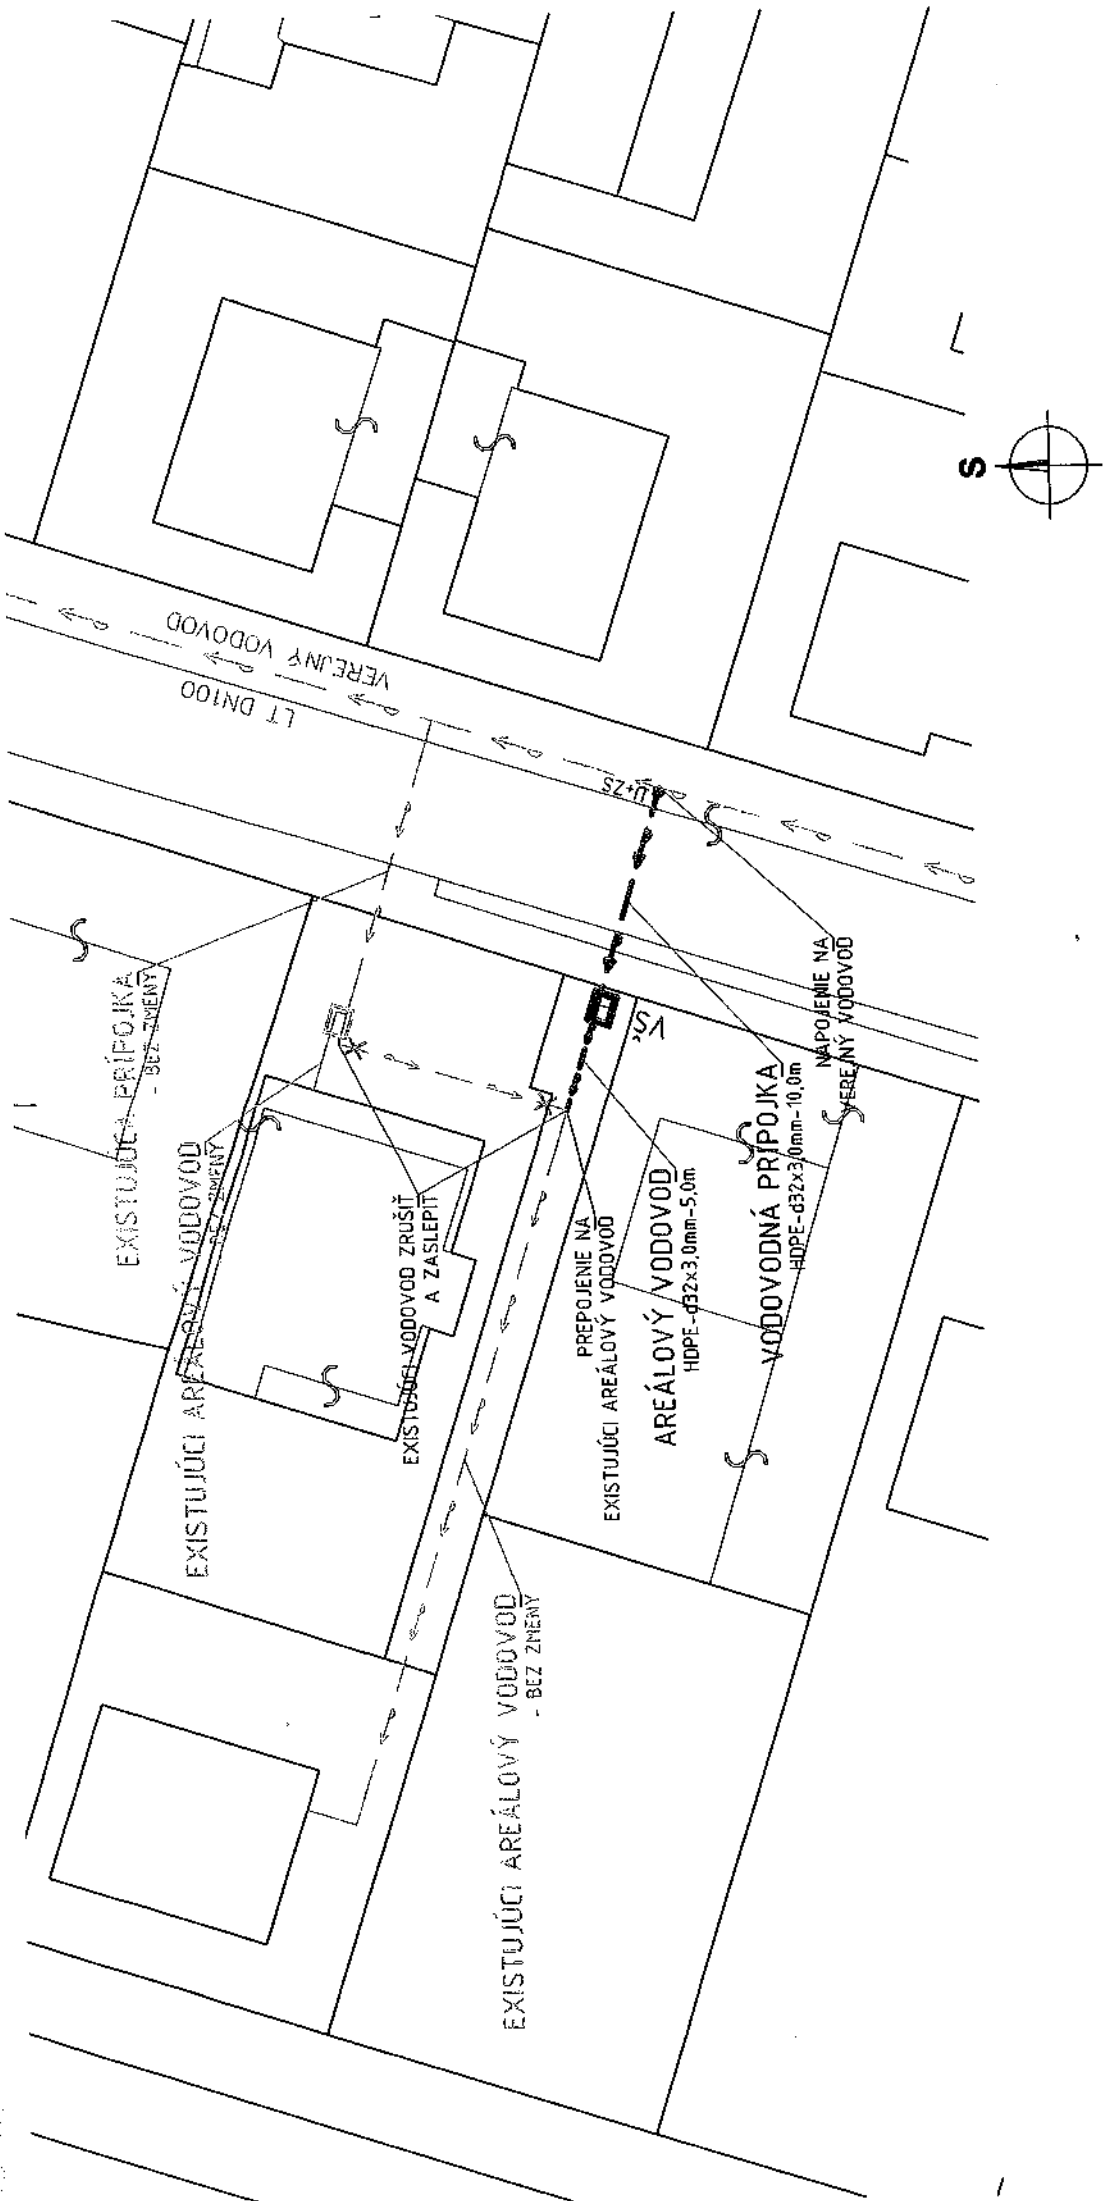 VEREJNÝ VODOVOD
LT DN100
U+ZS
S
EXISTUJÚCA PRÍPOJKA
- BEZ ZMENY
EXISTUJÚCI AREÁLOVÝ VODOVOD
- BEZ ZMENY
EXISTUJÚCI VODOVOD ZRUŠIŤ
A ZASLEPIŤ
VŠ
PREPOJENIE NA
EXISTUJÚCI AREÁLOVÝ VODOVOD
AREÁLOVÝ VODOVOD
HDPE-d32x3,0mm-5,0m
VODOVODNÁ PRÍPOJKA
HDPE-d32x3,0mm-10,0m
NAPOJENIE NA
VEREJNÝ VODOVOD
EXISTUJÚCI AREÁLOVÝ VODOVOD
- BEZ ZMENY